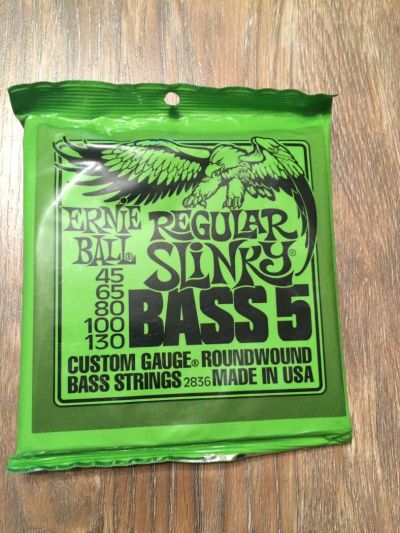 ERNIE BALL®
REGULAR SLINKY®
BASS 5
45
65
80
100
130
CUSTOM GAUGE® ROUNDWOUND
BASS STRINGS 2836 MADE IN USA